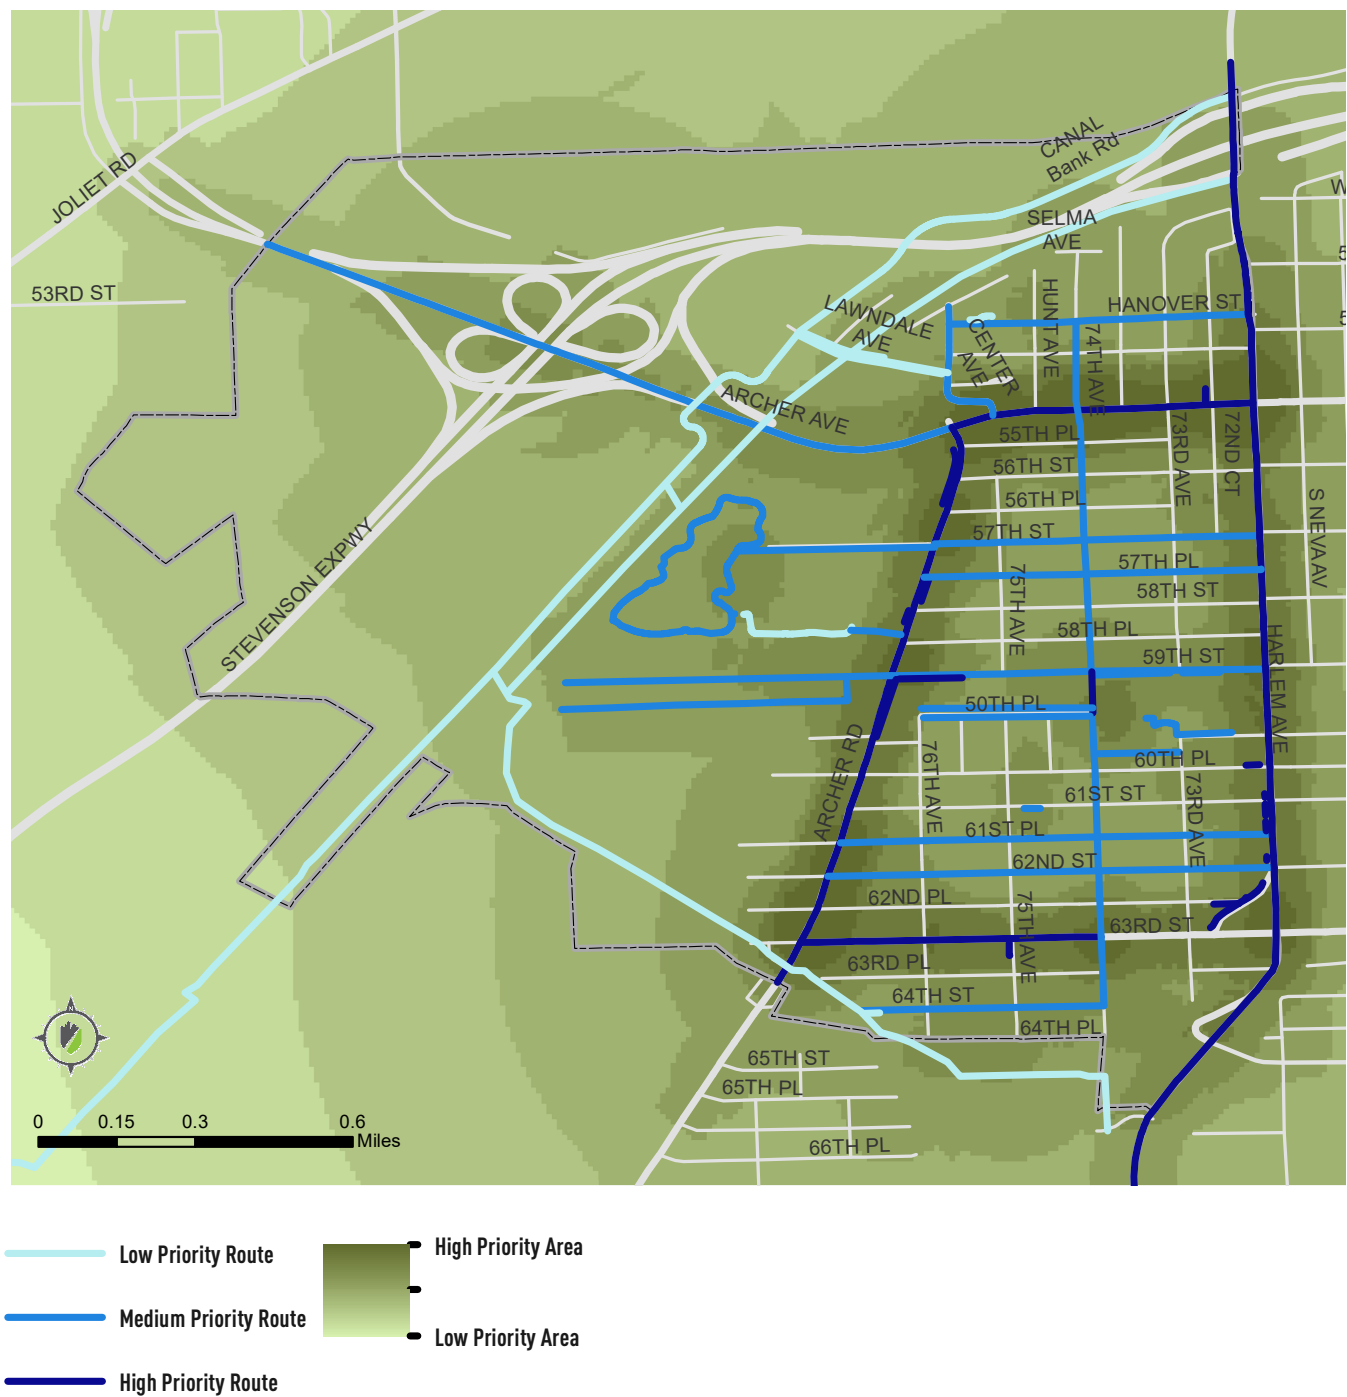 CANAL
Bank Rd
JOLIET RD
W
SELMA
AVE
5
53RD ST
HUNT AVE
HANOVER ST
LAWNDALE
AVE
5
CENTER
AVE
74TH AVE
ARCHER AVE
55TH PL
73RD AVE
72ND CT
56TH ST
56TH PL
S NEVA AV
57TH ST
57TH PL
75TH AVE
58TH ST
STEVENSON EXPWY
58TH PL
HARLEM AVE
59TH ST
50TH PL
ARCHER RD
76TH AVE
60TH PL
61ST ST
73RD AVE
61ST PL
62ND ST
62ND PL
75TH AVE
63RD ST
63RD PL
64TH ST
64TH PL
65TH ST
65TH PL
66TH PL
0 0.15 0.3 0.6
Miles
Low Priority Route
Medium Priority Route
High Priority Route
High Priority Area
Low Priority Area